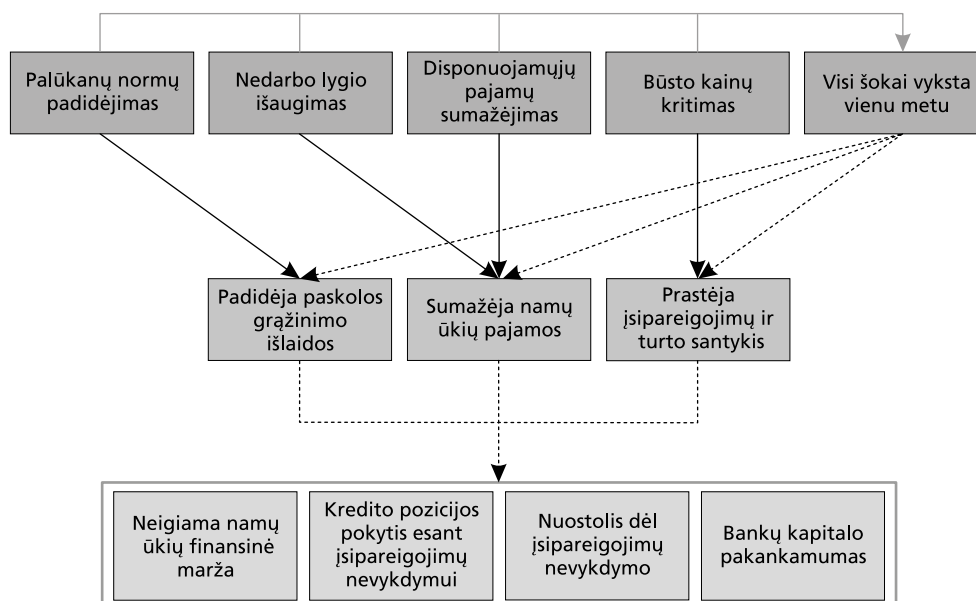 Palūkanų normų
padidėjimas
Nedarbo lygio
išaugimas
Disponuojamųjų
pajamų
sumažėjimas
Būsto kainų
kritimas
Visi šokai vyksta
vienu metu
Padidėja paskolos
grąžinimo
išlaidos
Sumažėja namų
ūkių pajamos
Prastėja
įsipareigojimų ir
turto santykis
Neigiama namų
ūkių finansinė
marža
Kredito pozicijos
pokytis esant
įsipareigojimų
nevykdymui
Nuostolis dėl
įsipareigojimų
nevykdymo
Bankų kapitalo
pakankamumas